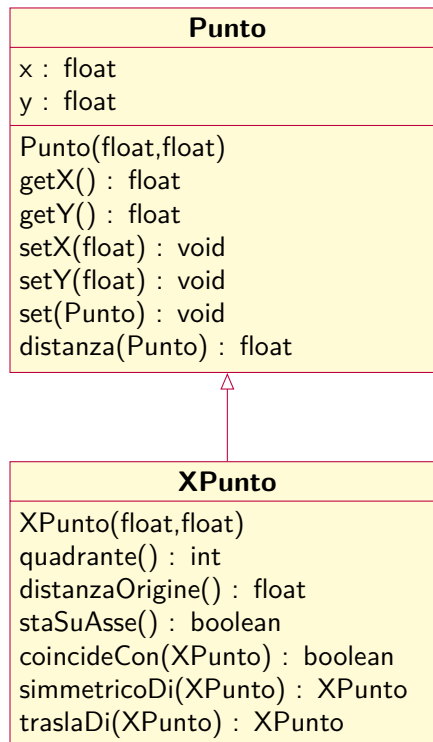 Punto
x : float
y : float
Punto(float,float)
getX() : float
getY() : float
setX(float) : void
setY(float) : void
set(Punto) : void
distanza(Punto) : float
XPunto
XPunto(float,float)
quadrante() : int
distanzaOrigine() : float
staSuAsse() : boolean
coincideCon(XPunto) : boolean
simmetricoDi(XPunto) : XPunto
traslaDi(XPunto) : XPunto